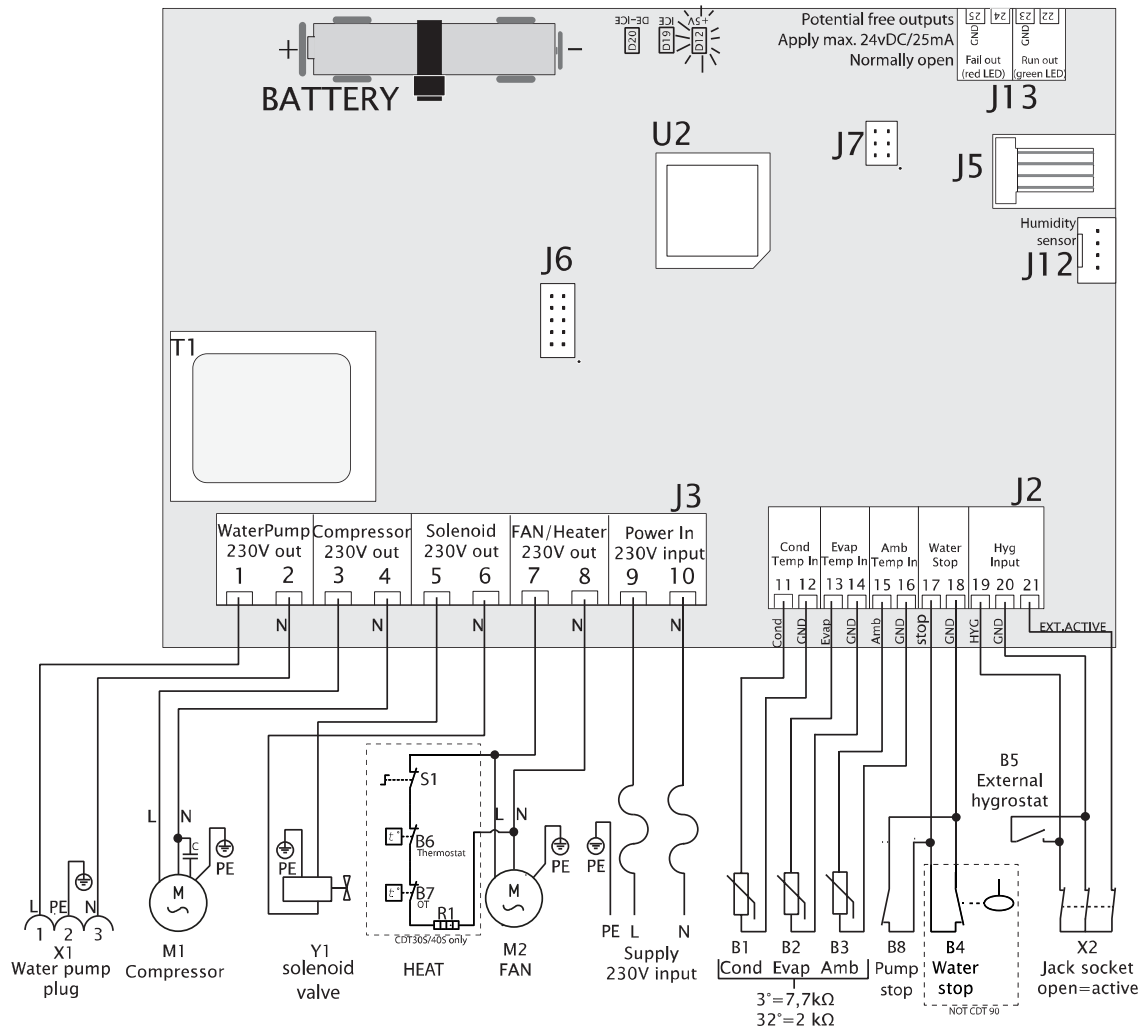 BATTERY
+
-
DE-ICE
ICE
+5V
D20
D19
D12
Potential free outputs
Apply max. 24vDC/25mA
Normally open
25 24 23 22
GND GND
Fail out Run out
(red LED) (green LED)
J13
U2
J7
J5
Humidity
sensor
J12
J6
T1
J3
WaterPump Compressor Solenoid FAN/Heater Power In
230V out 230V out 230V out 230V out 230V input
1 2 3 4 5 6 7 8 9 10
N N N N N
J2
Cond Evap Amb Water Hyg
Temp In Temp In Temp In Stop Input
11 12 13 14 15 16 17 18 19 20 21
Cond GND Evap GND Amb GND stop GND HYG GND EXT.ACTIVE
S1
B6
Thermostat
B7
OT
R1
CDT30S/40S only
HEAT
t° t°
L N
C
PE
M
~
M1
Compressor
L PE N
1 2 3
X1
Water pump
plug
PE
Y1
solenoid
valve
L N
PE
M
~
M2
FAN
PE
PE L N
Supply
230V input
B1 B2 B3
Cond Evap Amb
3°=7,7kΩ
32°=2 kΩ
B8
Pump
stop
B4
Water
stop
NOT CDT 90
B5
External
hygrostat
X2
Jack socket
open=active